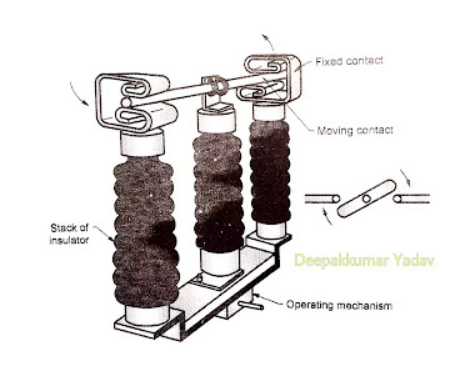 Fixed contact
Moving contact
Stack of
insulator
Deepakkumar Yadav
Operating mechanism